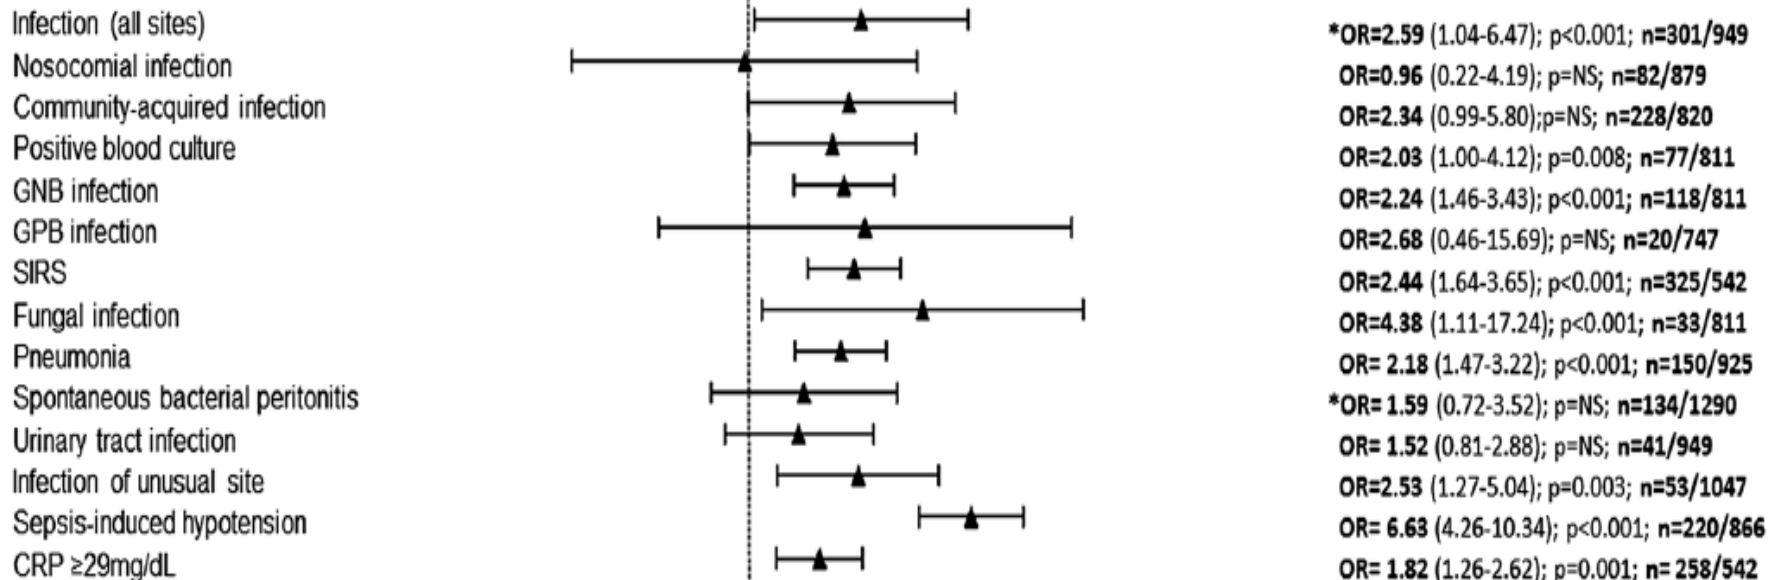 Infection (all sites) *OR=2.59 (1.04-6.47); p<0.001; n=301/949
Nosocomial infection OR=0.96 (0.22-4.19); p=NS; n=82/879
Community-acquired infection OR=2.34 (0.99-5.80);p=NS; n=228/820
Positive blood culture OR=2.03 (1.00-4.12); p=0.008; n=77/811
GNB infection OR=2.24 (1.46-3.43); p<0.001; n=118/811
GPB infection OR=2.68 (0.46-15.69); p=NS; n=20/747
SIRS OR=2.44 (1.64-3.65); p<0.001; n=325/542
Fungal infection OR=4.38 (1.11-17.24); p<0.001; n=33/811
Pneumonia OR= 2.18 (1.47-3.22); p<0.001; n=150/925
Spontaneous bacterial peritonitis *OR= 1.59 (0.72-3.52); p=NS; n=134/1290
Urinary tract infection OR= 1.52 (0.81-2.88); p=NS; n=41/949
Infection of unusual site OR=2.53 (1.27-5.04); p=0.003; n=53/1047
Sepsis-induced hypotension OR= 6.63 (4.26-10.34); p<0.001; n=220/866
CRP ≥29mg/dL OR= 1.82 (1.26-2.62); p=0.001; n= 258/542